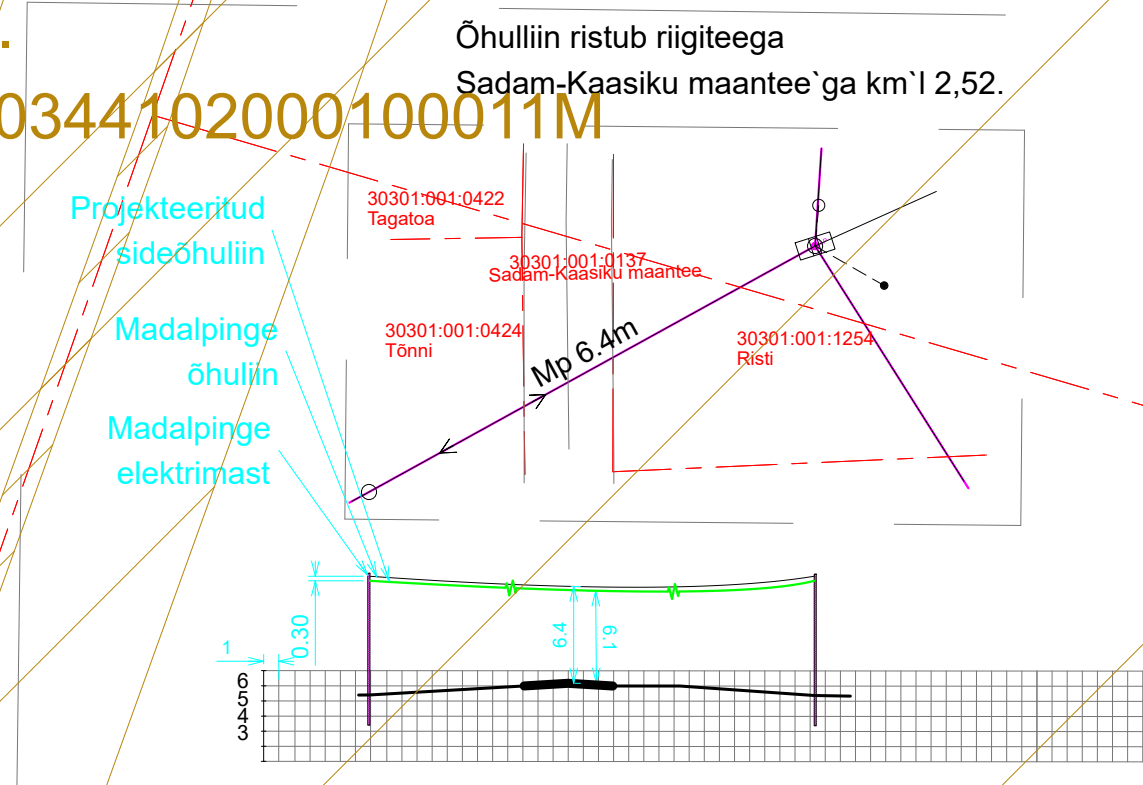 Õhulliin ristub riigiteega
Sadam-Kaasiku maantee`ga km`l 2,52.
03441020001000011M
30301:001:0422
Tagatoa
30301:001:0137
Sadam-Kaasiku maantee
30301:001:0424
Tõnni
30301:001:1254
Risti
Mp 6.4m
Projekteeritud
sideõhuliin
Madalpinge
õhuliin
Madalpinge
elektrimast
0.30
6.4
6.1
1
6
5
4
3